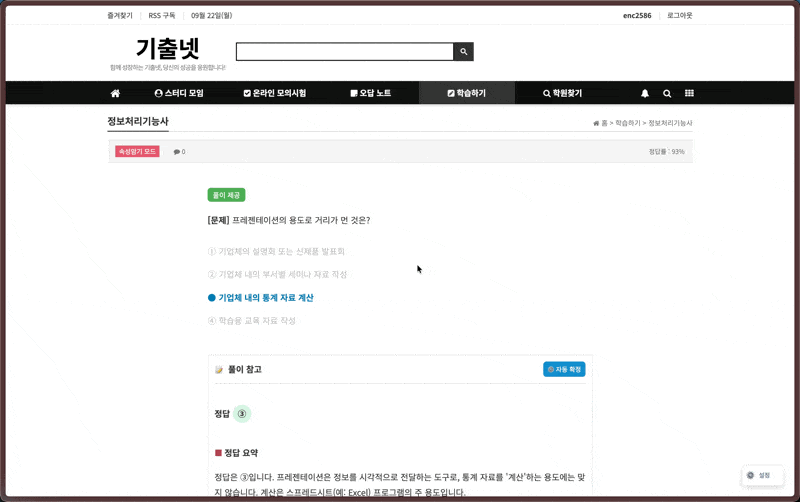 즐겨찾기 RSS 구독 09월 22일(월) enc2586 로그아웃
기출넷
함께 성장하는 기출넷, 당신의 성공을 응원합니다!
스터디 모임 온라인 모의시험 오답 노트 학습하기 학원찾기
정보처리기능사 홈 > 학습하기 > 정보처리기능사
속성암기 모드 0 정답률 : 93%
풀이 제공
[문제] 프레젠테이션의 용도로 거리가 먼 것은?
① 기업체의 설명회 또는 신제품 발표회
② 기업체 내의 부서별 세미나 자료 작성
● 기업체 내의 통계 자료 계산
④ 학습용 교육 자료 작성
풀이 참고 자동 확정
정답 ③
정답 요약
정답은 ③입니다. 프레젠테이션은 정보를 시각적으로 전달하는 도구로, 통계 자료를 '계산'하는 용도에는 맞
지 않습니다. 계산은 스프레드시트(예: Excel) 프로그램의 주 용도입니다.
설정